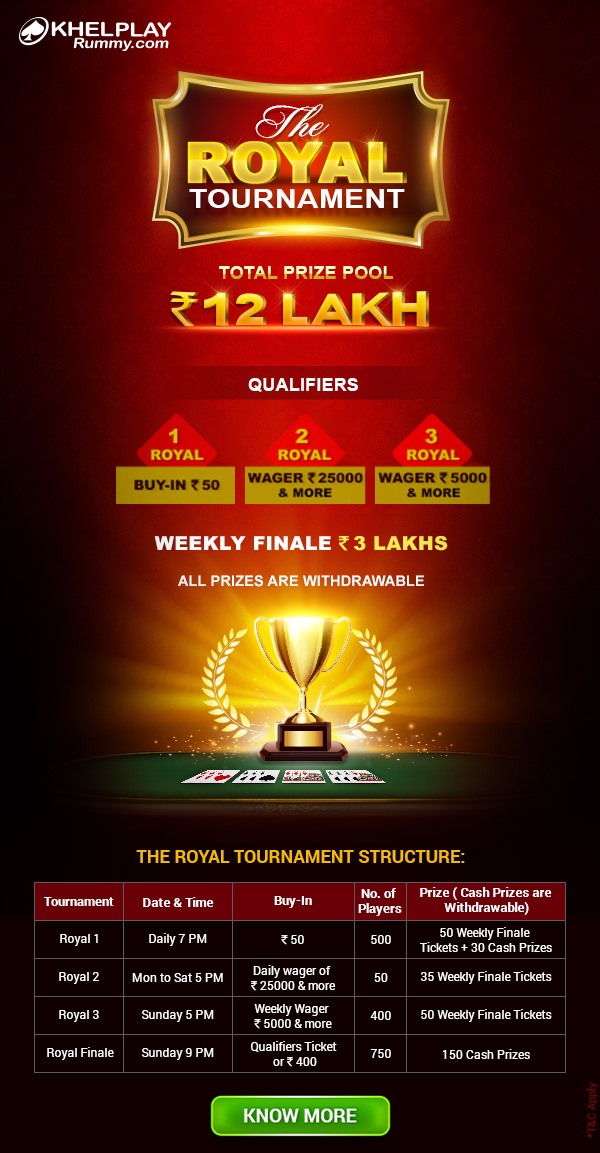 KHELPLAY
Rummy.com
The
ROYAL
TOURNAMENT
TOTAL PRIZE POOL
₹12 LAKH
QUALIFIERS
1
ROYAL
BUY-IN ₹ 50
2
ROYAL
WAGER ₹ 25000
& MORE
3
ROYAL
WAGER ₹ 5000
& MORE
WEEKLY FINALE ₹ 3 LAKHS
ALL PRIZES ARE WITHDRAWABLE
THE ROYAL TOURNAMENT STRUCTURE:
Tournament
Date & Time
Buy-In
No. of
Players
Prize ( Cash Prizes are
Withdrawable)
Royal 1
Daily 7 PM
₹ 50
500
50 Weekly Finale
Tickets + 30 Cash Prizes
Royal 2
Mon to Sat 5 PM
Daily wager of
₹ 25000 & more
50
35 Weekly Finale Tickets
Royal 3
Sunday 5 PM
Weekly Wager
₹ 5000 & more
400
50 Weekly Finale Tickets
Royal Finale
Sunday 9 PM
Qualifiers Ticket
or ₹ 400
750
150 Cash Prizes
KNOW MORE
*T&C Apply